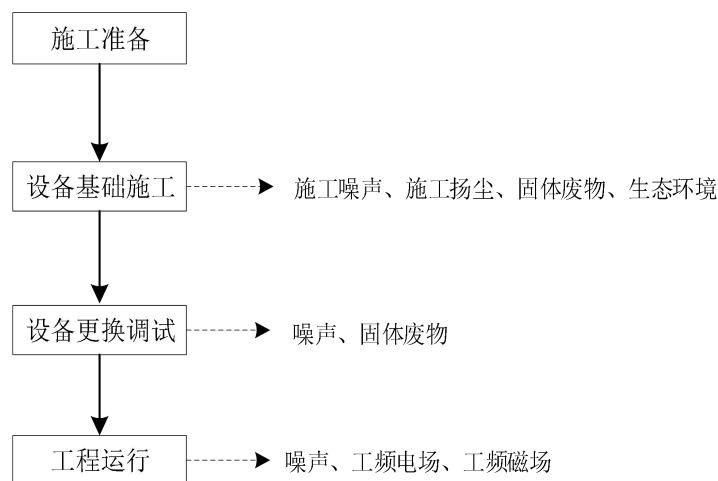 施工准备
设备基础施工
施工噪声、施工扬尘、固体废物、生态环境
设备更换调试
噪声、固体废物
工程运行
噪声、工频电场、工频磁场